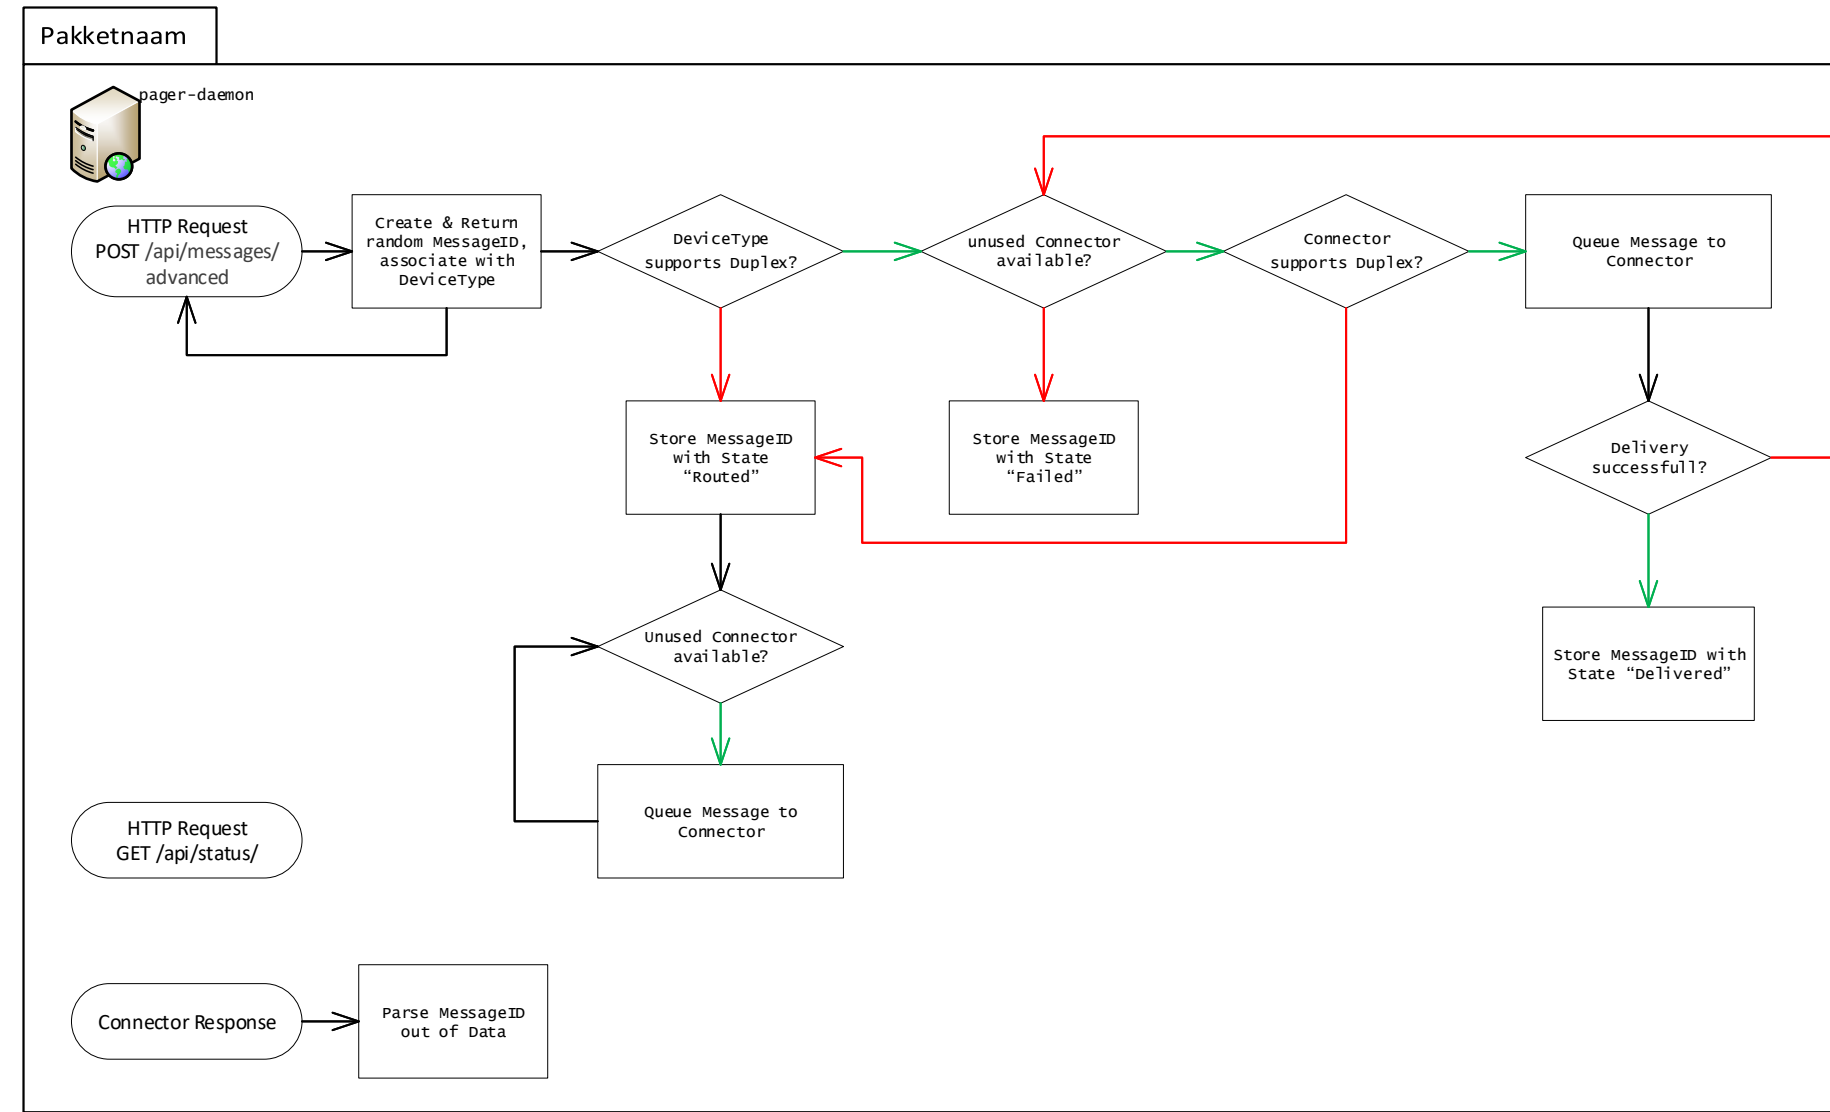 Pakketnaam
pager-daemon
HTTP Request
POST /api/messages/
advanced
Create & Return
random MessageID,
associate with
DeviceType
DeviceType
supports Duplex?
unused Connector
available?
Connector
supports Duplex?
Queue Message to
Connector
Store MessageID
with State
“Routed”
Store MessageID
with State
“Failed”
Delivery
successfull?
Unused Connector
available?
Store MessageID with
State “Delivered”
Queue Message to
Connector
HTTP Request
GET /api/status/
Connector Response
Parse MessageID
out of Data